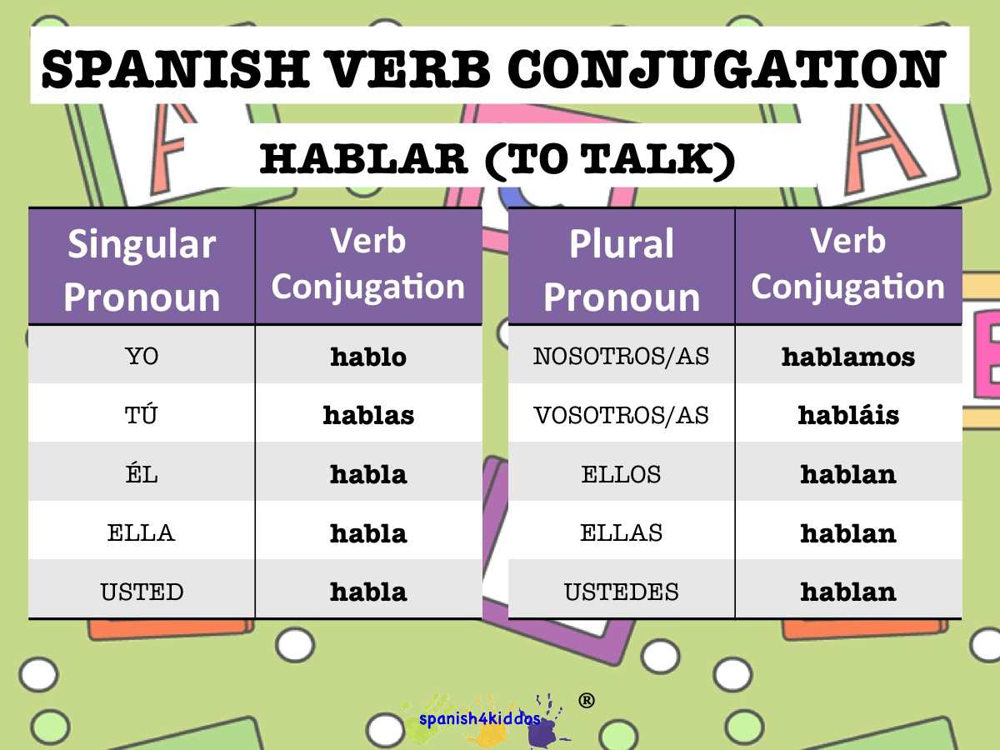 SPANISH VERB CONJUGATION
HABLAR (TO TALK)
Singular Pronoun Verb Conjugation
YO hablo
TÚ hablas
ÉL habla
ELLA habla
USTED habla
Plural Pronoun Verb Conjugation
NOSOTROS/AS hablamos
VOSOTROS/AS habláis
ELLOS hablan
ELLAS hablan
USTEDES hablan
spanish4kiddos ®